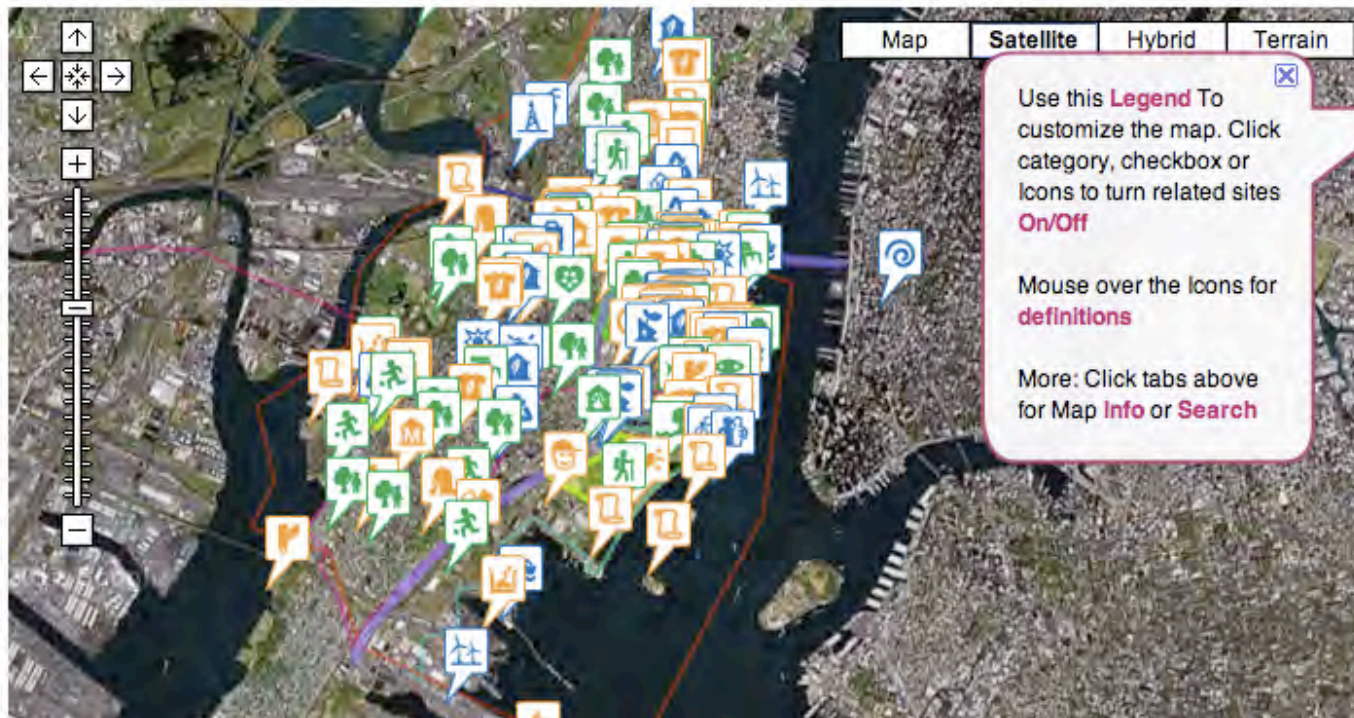 Map
Satellite
Hybrid
Terrain
Use this Legend To
customize the map. Click
category, checkbox or
Icons to turn related sites
On/Off
Mouse over the Icons for
definitions
More: Click tabs above
for Map Info or Search